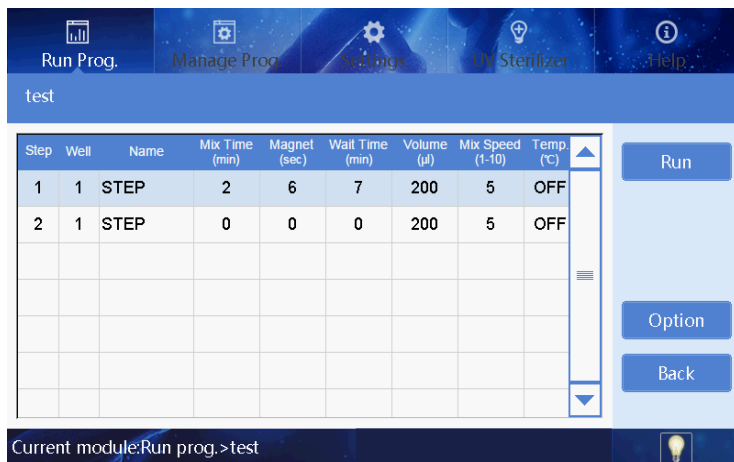 Run Prog. Manage Prog. Settings UV Sterilizer Help
test
Step Well Name Mix Time (min) Magnet (sec) Wait Time (min) Volume (µl) Mix Speed (1-10) Temp. (℃)
1 1 STEP 2 6 7 200 5 OFF
2 1 STEP 0 0 0 200 5 OFF
Run
Option
Back
Current module:Run prog.>test